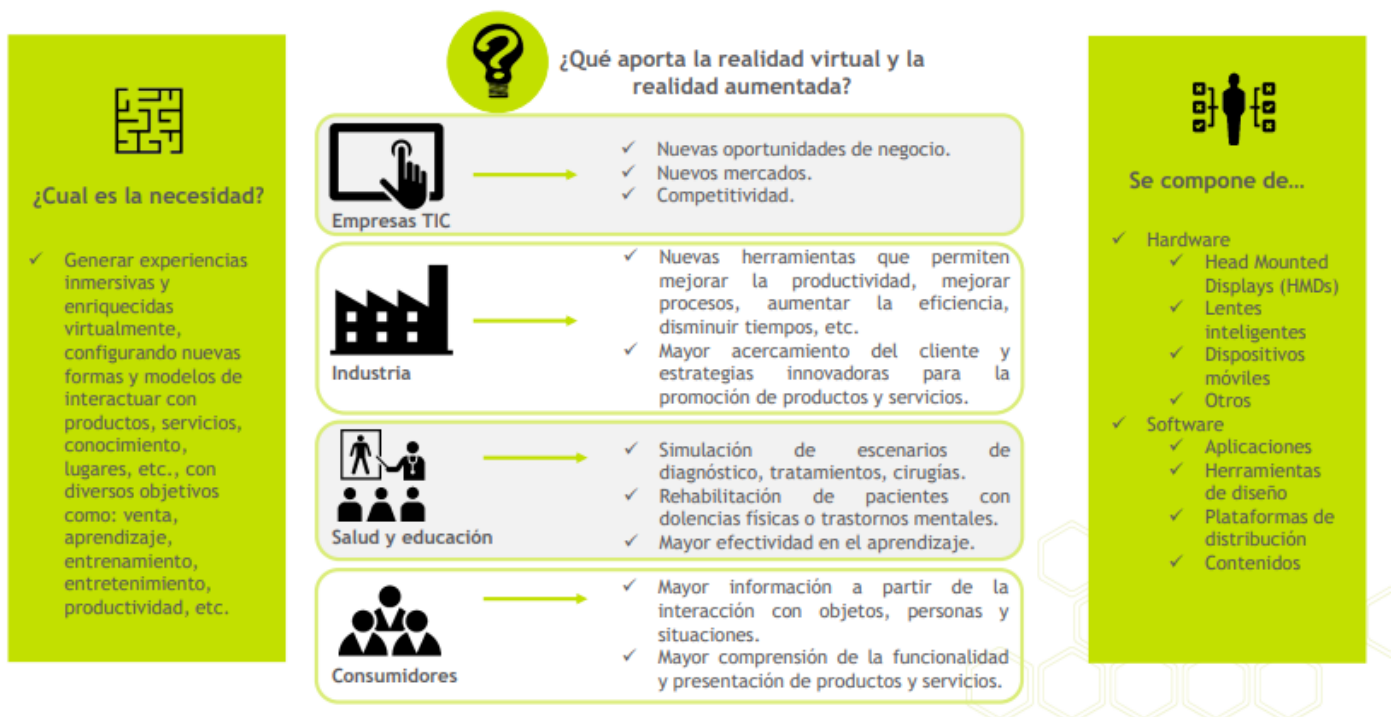 ¿Cual es la necesidad?
✓ Generar experiencias
inmersivas y
enriquecidas
virtualmente,
configurando nuevas
formas y modelos de
interactuar con
productos, servicios,
conocimiento,
lugares, etc., con
diversos objetivos
como: venta,
aprendizaje,
entrenamiento,
entretenimiento,
productividad, etc.
¿Qué aporta la realidad virtual y la
realidad aumentada?
Empresas TIC
✓ Nuevas oportunidades de negocio.
✓ Nuevos mercados.
✓ Competitividad.
Industria
✓ Nuevas herramientas que permiten
mejorar la productividad, mejorar
procesos, aumentar la eficiencia,
disminuir tiempos, etc.
✓ Mayor acercamiento del cliente y
estrategias innovadoras para la
promoción de productos y servicios.
Salud y educación
✓ Simulación de escenarios de
diagnóstico, tratamientos, cirugías.
✓ Rehabilitación de pacientes con
dolencias físicas o trastornos mentales.
✓ Mayor efectividad en el aprendizaje.
Consumidores
✓ Mayor información a partir de la
interacción con objetos, personas y
situaciones.
✓ Mayor comprensión de la funcionalidad
y presentación de productos y servicios.
Se compone de…
✓ Hardware
✓ Head Mounted
Displays (HMDs)
✓ Lentes
inteligentes
✓ Dispositivos
móviles
✓ Otros
✓ Software
✓ Aplicaciones
✓ Herramientas
de diseño
✓ Plataformas de
distribución
✓ Contenidos